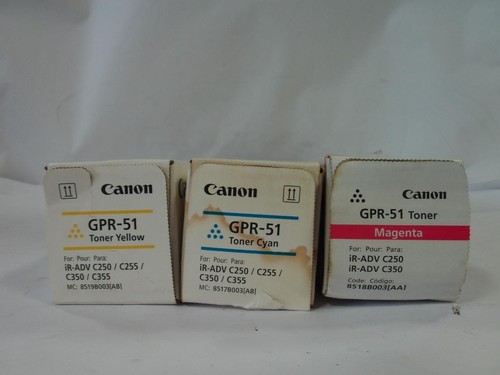 Canon
GPR-51
Toner Yellow
For: Pour: Para:
iR-ADV C250 / C255 /
C350 / C355
MC: 8519B003[AB]
Canon
GPR-51
Toner Cyan
For: Pour: Para:
iR-ADV C250 / C255 /
C350 / C355
MC: 8517B003[AB]
Canon
GPR-51 Toner
Magenta
For: Pour: Para:
iR-ADV C250
iR-ADV C350
Code: Código:
8518B003[AA]